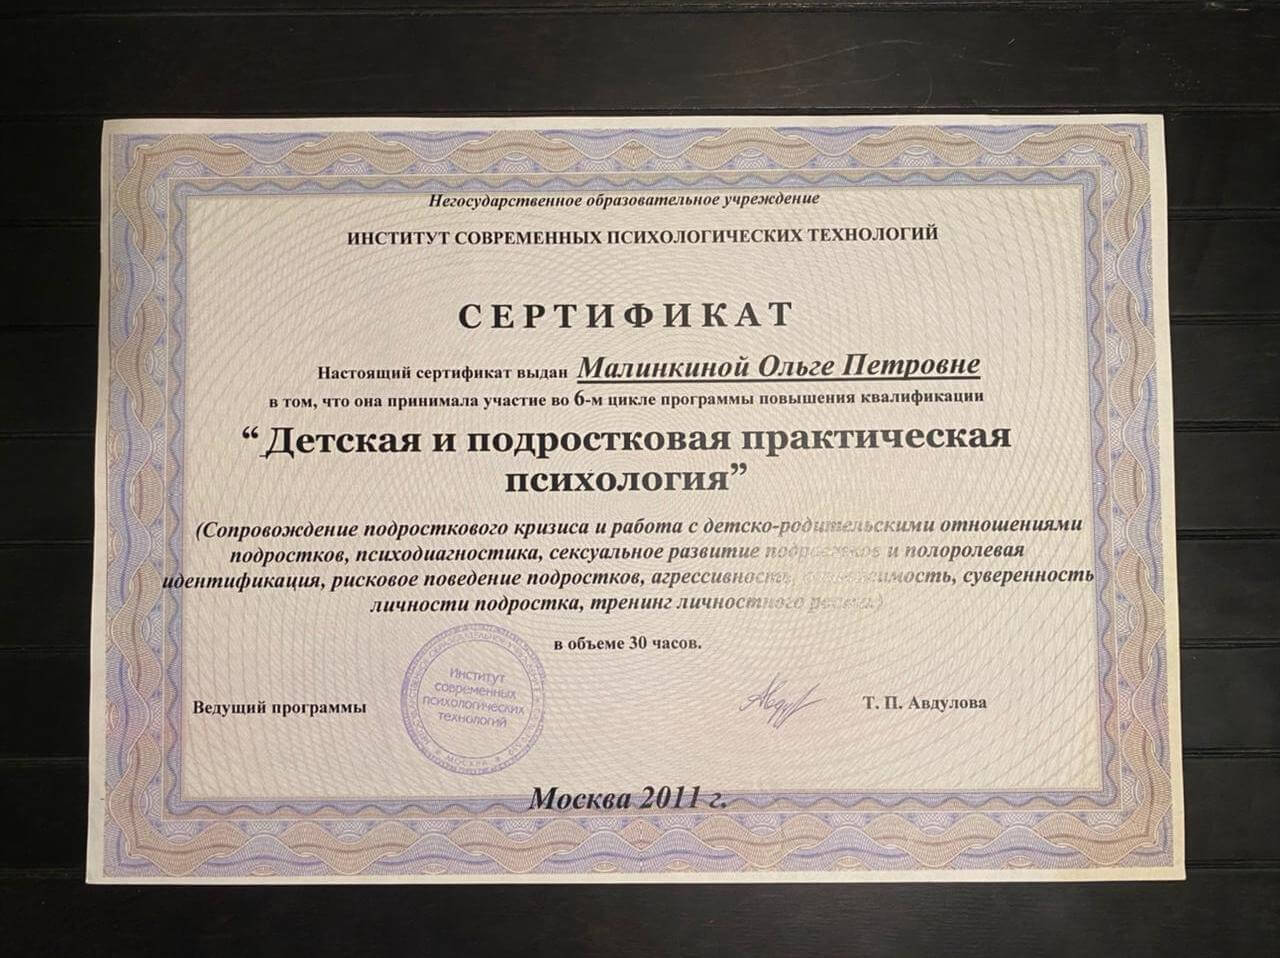 Негосударственное образовательное учреждение
ИНСТИТУТ СОВРЕМЕННЫХ ПСИХОЛОГИЧЕСКИХ ТЕХНОЛОГИЙ
СЕРТИФИКАТ
Настоящий сертификат выдан Малинкиной Ольге Петровне
в том, что она принимала участие во 6-м цикле программы повышения квалификации
“ Детская и подростковая практическая
психология”
(Сопровождение подросткового кризиса и работа с детско-родительскими отношениями
подростков, психодиагностика, сексуальное развитие подростков и полоролевая
идентификация, рисковое поведение подростков, агрессивность, суверенность
личности подростка, тренинг личностного
в объеме 30 часов.
Институт
современных
психологических
технологий
МОСКВА
Ведущий программы
Т. П. Авдулова
Москва 2011 г.